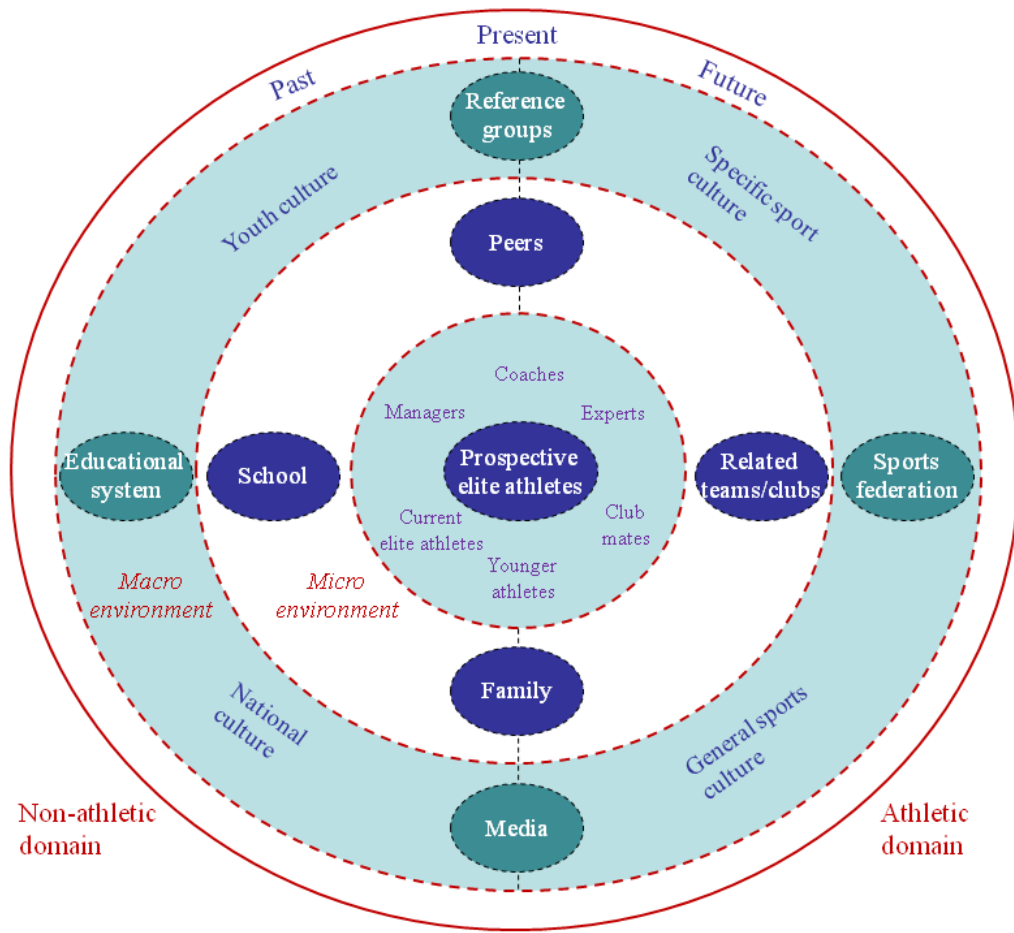 Present
Past
Future
Reference
groups
Youth culture
Specific sport
culture
Peers
Coaches
Managers
Experts
Educational
system
School
Prospective
elite athletes
Related
teams/clubs
Sports
federation
Current
elite athletes
Club
mates
Younger
athletes
Macro
environment
Micro
environment
Family
National
culture
General sports
culture
Media
Non-athletic
domain
Athletic
domain